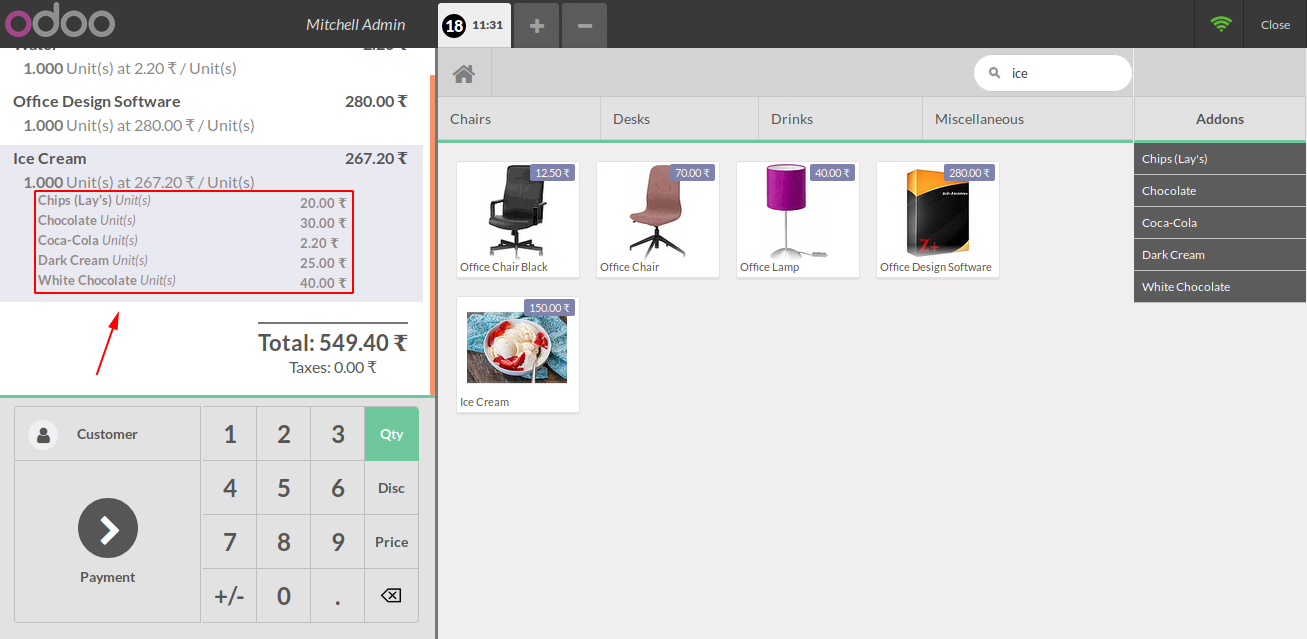 odoo
Mitchell Admin
18 11:31
Close
Water 2.20 ₹
1.000 Unit(s) at 2.20 ₹ / Unit(s)
Office Design Software 280.00 ₹
1.000 Unit(s) at 280.00 ₹ / Unit(s)
Ice Cream 267.20 ₹
1.000 Unit(s) at 267.20 ₹ / Unit(s)
Chips (Lay's) Unit(s) 20.00 ₹
Chocolate Unit(s) 30.00 ₹
Coca-Cola Unit(s) 2.20 ₹
Dark Cream Unit(s) 25.00 ₹
White Chocolate Unit(s) 40.00 ₹
Total: 549.40 ₹
Taxes: 0.00 ₹
Customer
Payment
1 2 3 Qty
4 5 6 Disc
7 8 9 Price
+/- 0 .
ice
Chairs Desks Drinks Miscellaneous
12.50 ₹
Office Chair Black
70.00 ₹
Office Chair
40.00 ₹
Office Lamp
280.00 ₹
Z+
Office Design Software
150.00 ₹
Ice Cream
Addons
Chips (Lay's)
Chocolate
Coca-Cola
Dark Cream
White Chocolate